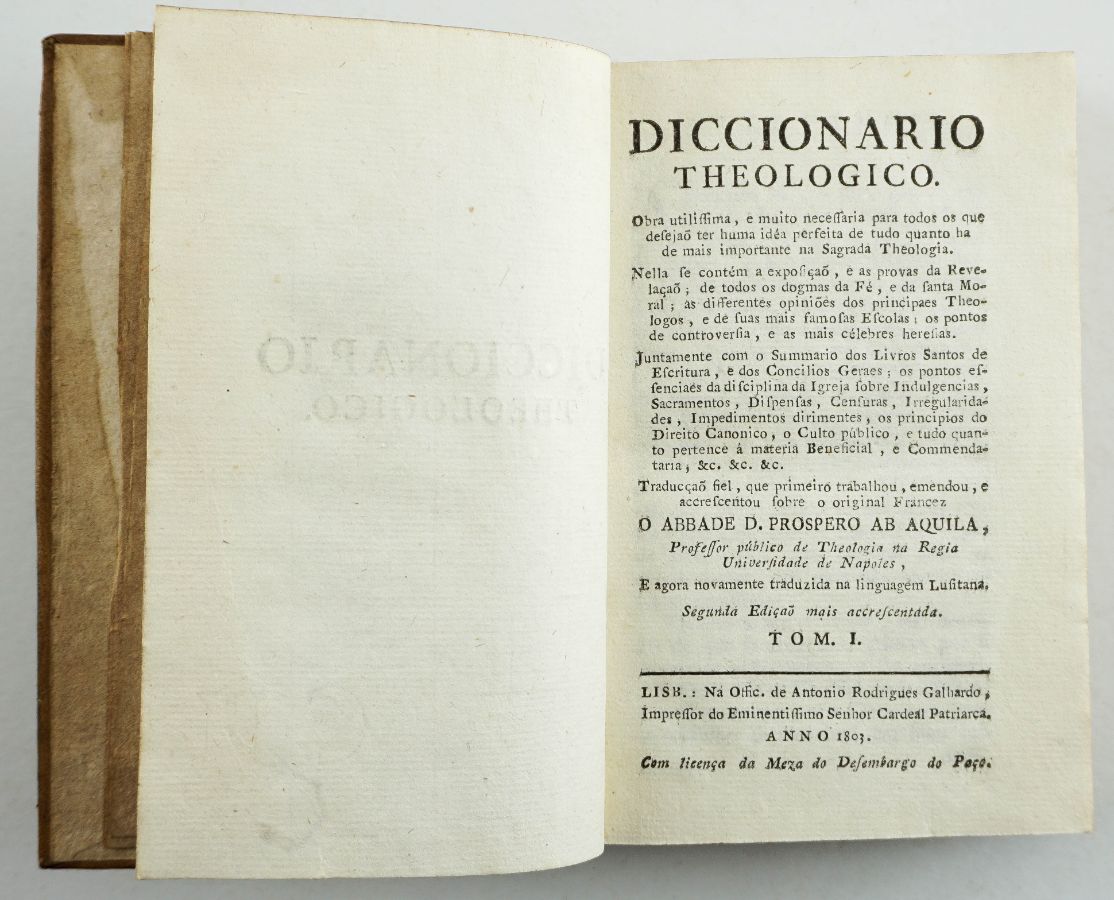 DICCIONARIO
THEOLOGICO.
Obra utiliſſima, e muito neceſſaria para todos os que
deſejaõ ter huma idéa perfeita de tudo quanto ha
de mais importante na Sagrada Theologia.
Nella ſe contém a expoſiçaõ, e as provas da Reve-
laçaõ; de todos os dogmas da Fé, e da ſanta Mo-
ral; as differentes opiniões dos principaes Theo-
logos, e de ſuas mais famoſas Eſcolas; os pontos
de controverſia, e as mais célebres hereſias.
Juntamente com o Summario dos Livros Santos de
Eſcritura, e dos Concilios Geraes; os pontos eſ-
ſenciaes da diſciplina da Igreja ſobre Indulgencias,
Sacramentos, Diſpenſas, Cenſuras, Irregularida-
des, Impedimentos dirimentes, os principios do
Direito Canonico, o Culto público, e tudo quan-
to pertence á materia Beneficial, e Commenda-
taria, &c. &c. &c.
Traducçaõ fiel, que primeiro trabalhou, emendou, e
accreſcentou ſobre o original Francez
O ABBADE D. PROSPERO AB AQUILA,
Profeſſor público de Theologia na Regia
Univerſidade de Napoles,
E agora novamente traduzida na linguagem Luſitana.
Segunda Ediçaõ mais accreſcentada.
TOM. I.
LISB.: Na Offic. de Antonio Rodrigues Galhardo,
Impreſſor do Eminentiſſimo Senhor Cardeal Patriarca.
ANNO 1803.
Com licença da Meza do Deſembargo do Paço.